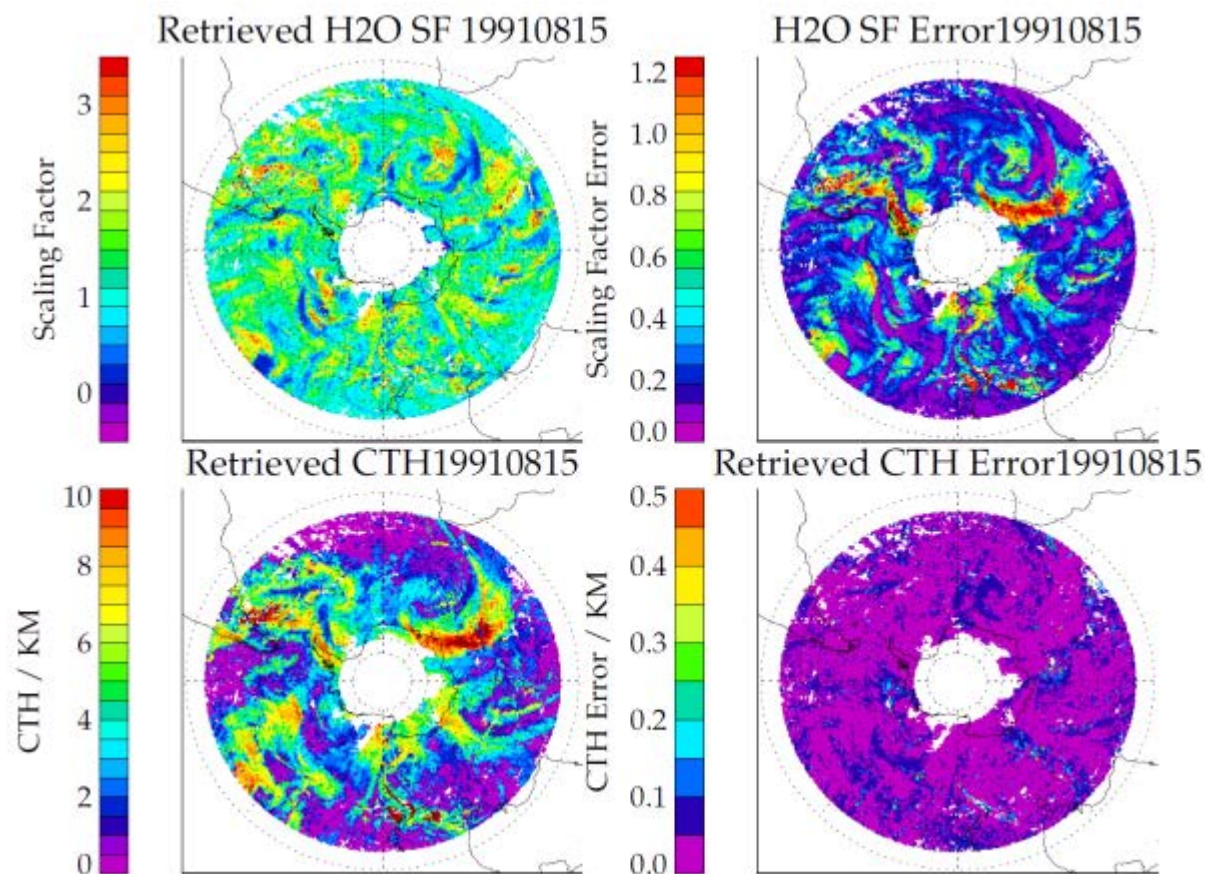 Retrieved H2O SF 19910815
H2O SF Error19910815
Scaling Factor
3
2
1
0
Scaling Factor Error
1.2
1.0
0.8
0.6
0.4
0.2
0.0
Retrieved CTH19910815
Retrieved CTH Error19910815
CTH / KM
10
8
6
4
2
0
CTH Error / KM
0.5
0.4
0.3
0.2
0.1
0.0